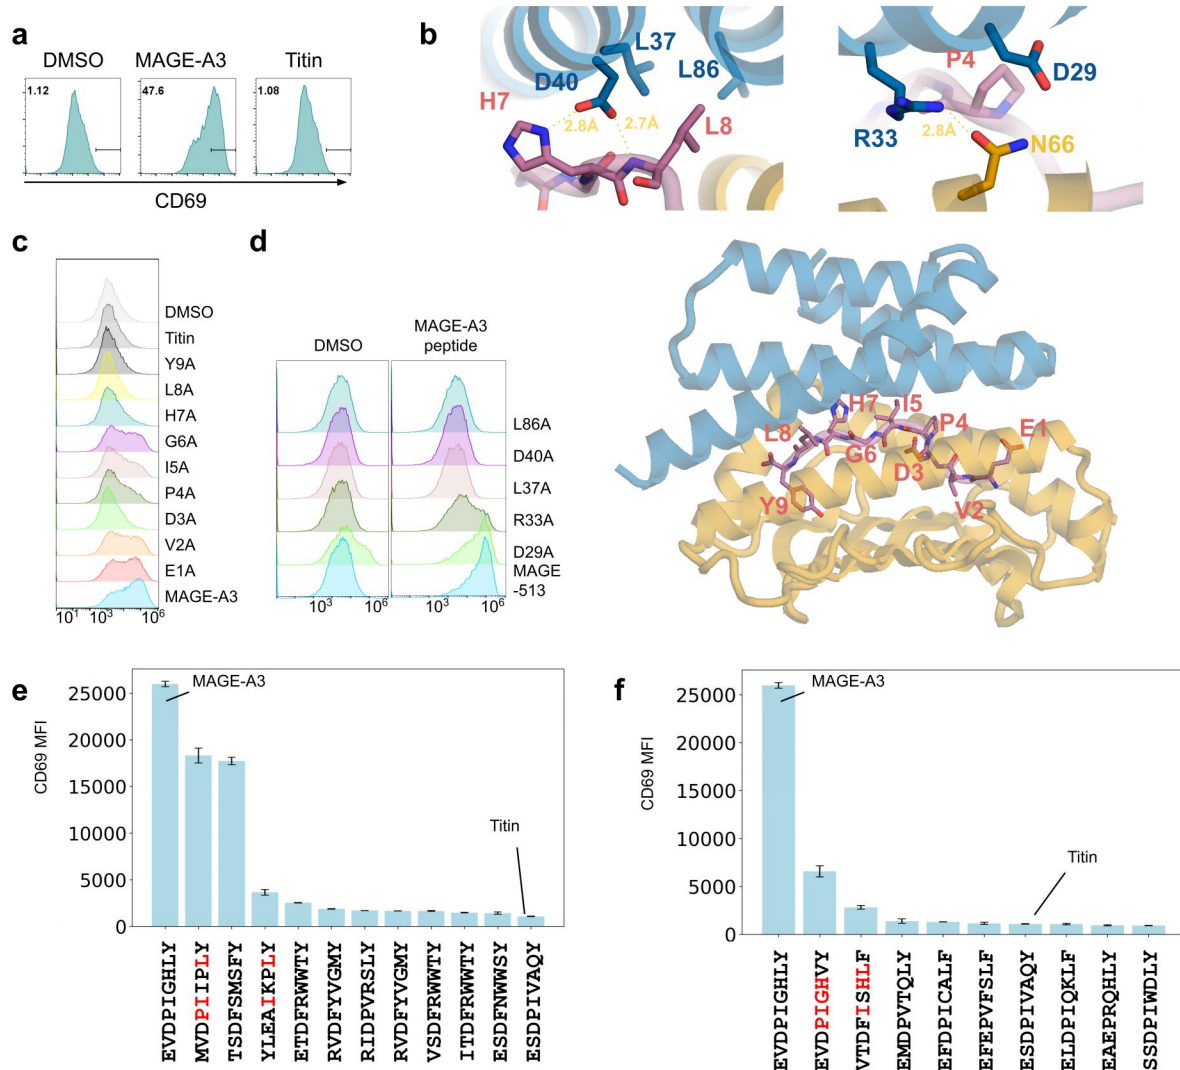 a
DMSO
MAGE-A3
Titin
1.12
47.6
1.08
CD69
b
L37
D40
L86
H7
2.8Å
2.7Å
L8
P4
D29
R33
2.8Å
N66
c
DMSO
Titin
Y9A
L8A
H7A
G6A
I5A
P4A
D3A
V2A
E1A
MAGE-A3
10¹
10³
10⁶
d
DMSO
MAGE-A3
peptide
L86A
D40A
L37A
R33A
D29A
MAGE
-513
10³
10⁶
10³
10⁶
H7
I5
L8
P4
E1
G6
D3
Y9
V2
e
MAGE-A3
25000
20000
15000
10000
5000
0
CD69 MFI
Titin
EVDPIGHLY
MVDPIIPLY
TSDFSMSFY
YLEAIKPLY
ETDFRWWTY
RVDFYVGMY
RIDPVRSLY
RVDFYVGMY
VSDFRWTY
ITDFRWWTY
ESDFNWWSY
ESDPIVAQY
f
MAGE-A3
25000
20000
15000
10000
5000
0
CD69 MFI
Titin
EVDPIGHLY
EVDPIGHVY
VTDFISHLF
EMDPVTQLY
EFDPICALF
EFEPVFSLF
ESDPIVAQY
ELDPIQKLF
EAEPRQHLY
SSDPIWDLY